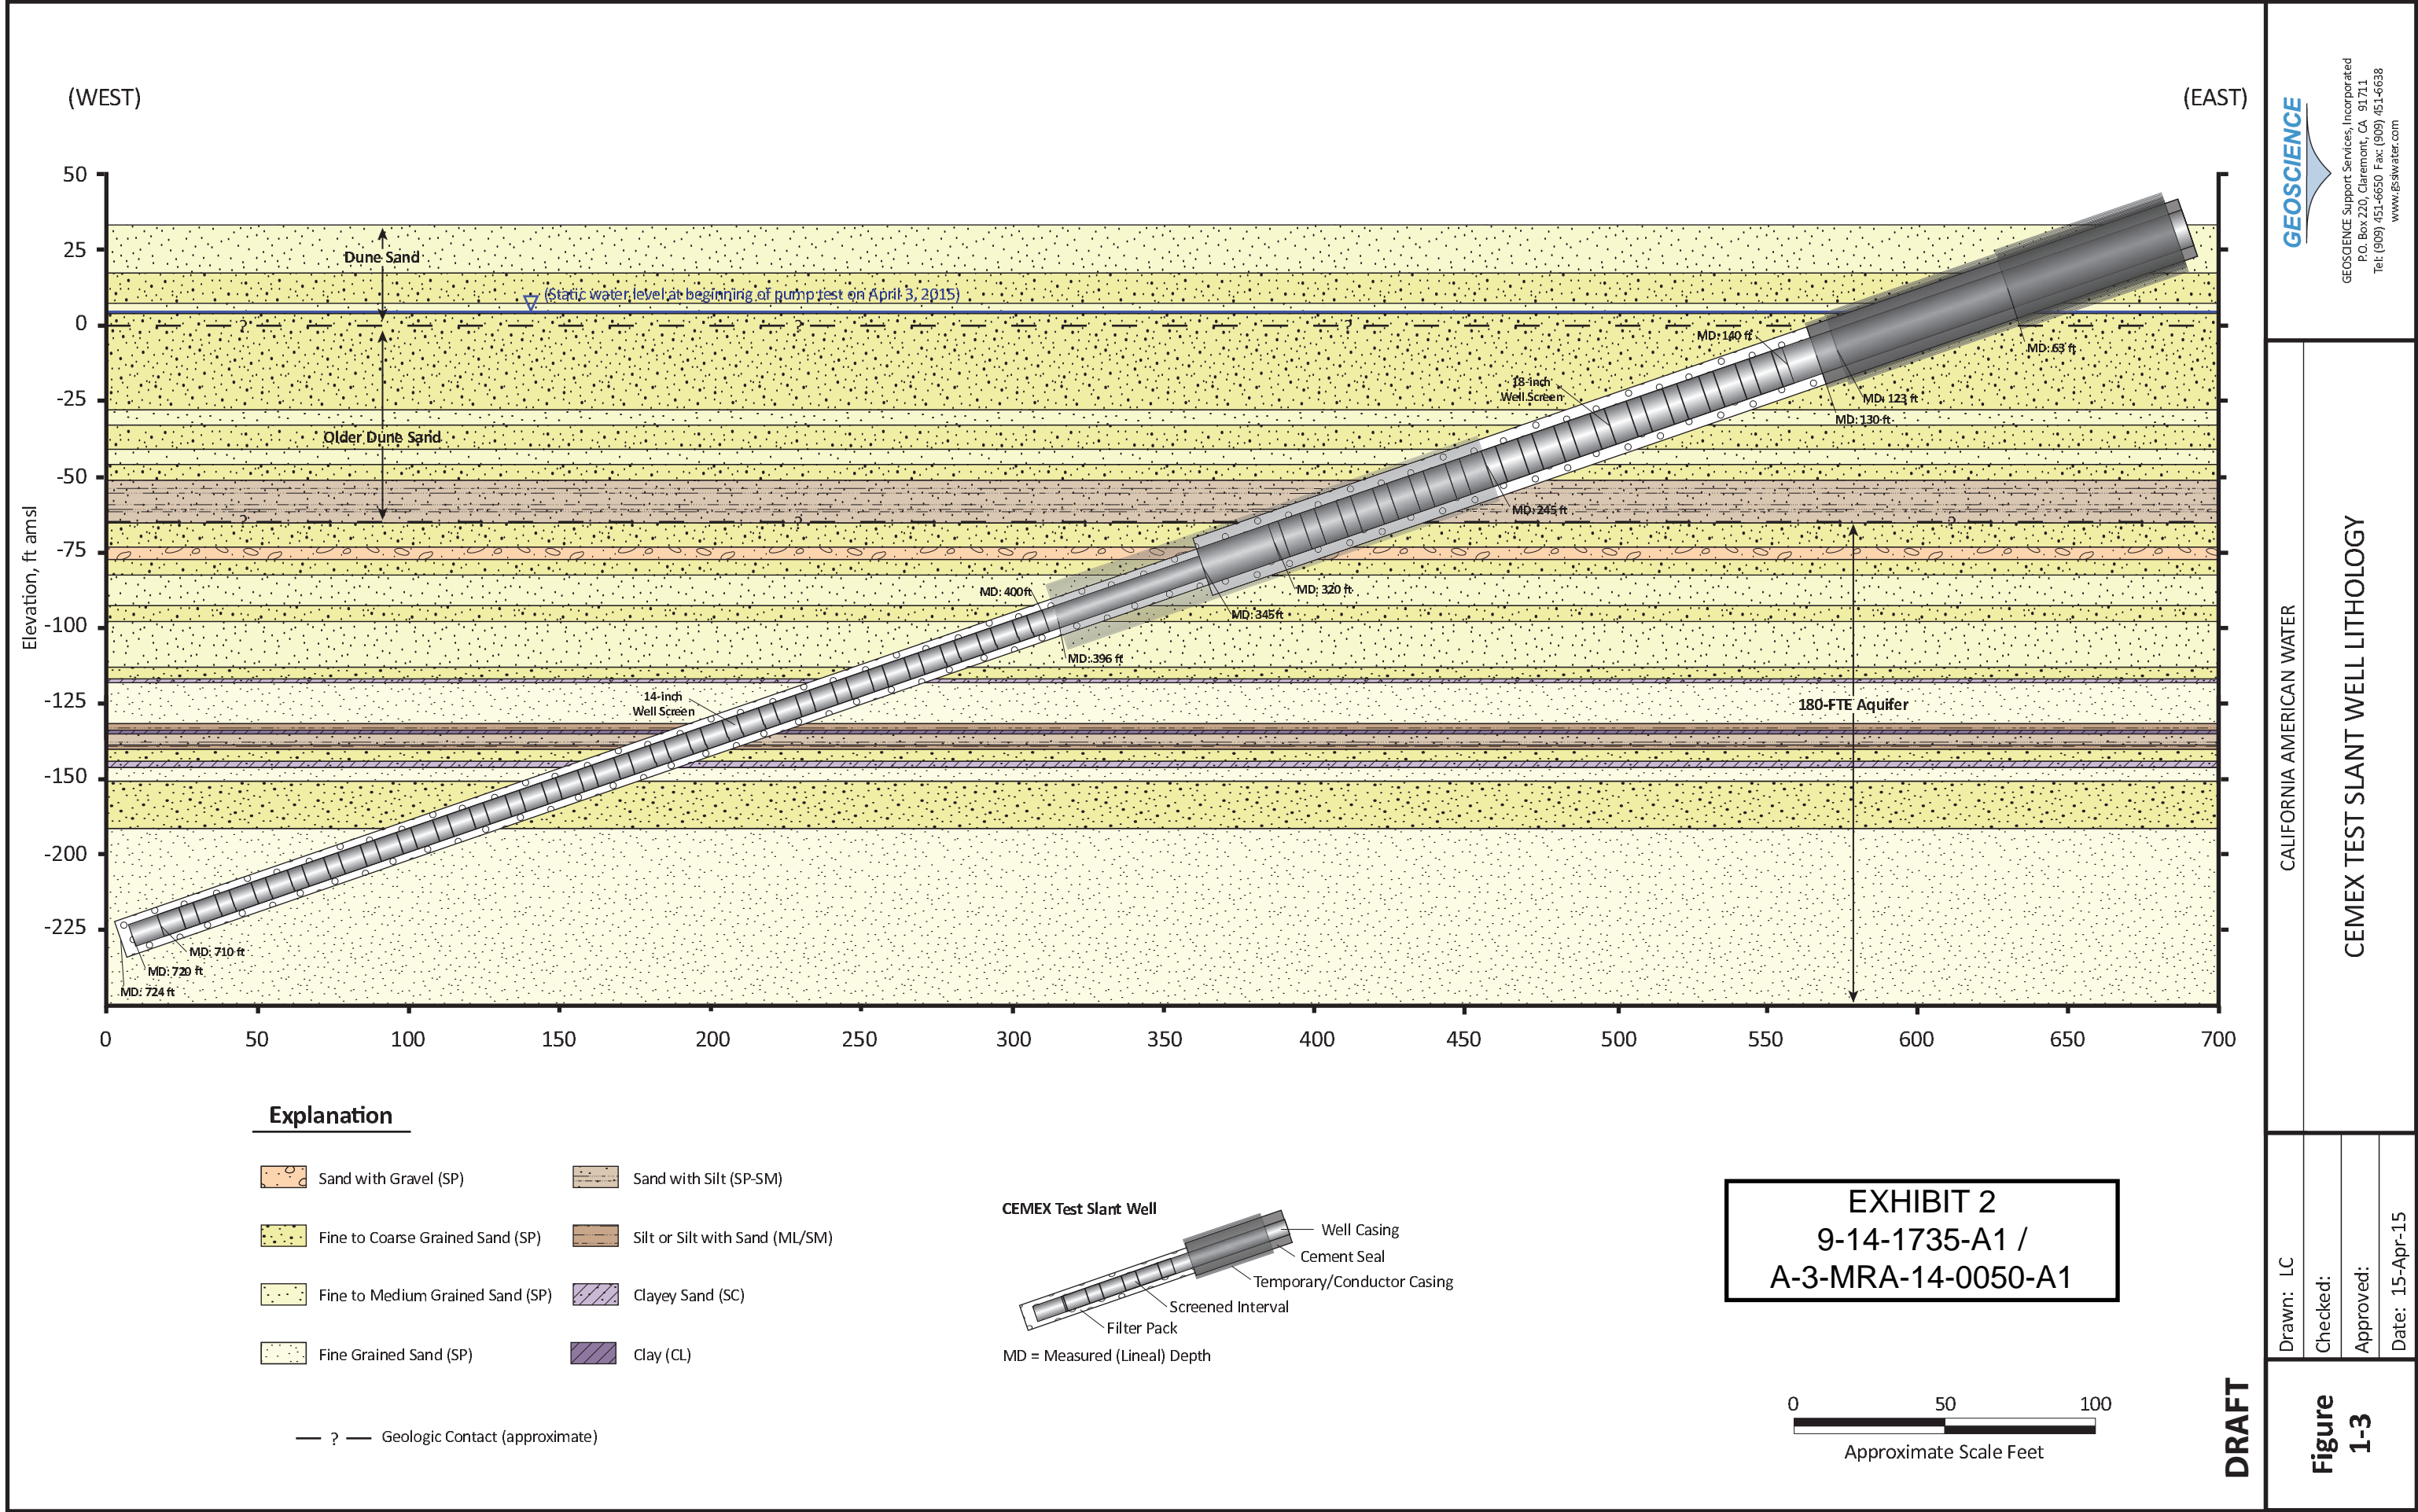 (WEST)
(EAST)
50
25
0
-25
-50
-75
-100
-125
-150
-175
-200
-225
Elevation, ft amsl
Dune Sand
(Static water level at beginning of pump test on April 3, 2015)
?
?
?
Older Dune Sand
?
?
?
180-FTE Aquifer
MD: 63 ft
MD: 123 ft
MD: 130 ft
MD: 140 ft
18-inch
Well Screen
MD: 245 ft
MD: 320 ft
MD: 345 ft
MD: 396 ft
MD: 400 ft
14-inch
Well Screen
MD: 710 ft
MD: 720 ft
MD: 724 ft
0
50
100
150
200
250
300
350
400
450
500
550
600
650
700
Explanation
Sand with Gravel (SP)
Fine to Coarse Grained Sand (SP)
Fine to Medium Grained Sand (SP)
Fine Grained Sand (SP)
Sand with Silt (SP-SM)
Silt or Silt with Sand (ML/SM)
Clayey Sand (SC)
Clay (CL)
? Geologic Contact (approximate)
CEMEX Test Slant Well
Well Casing
Cement Seal
Temporary/Conductor Casing
Screened Interval
Filter Pack
MD = Measured (Lineal) Depth
EXHIBIT 2
9-14-1735-A1 /
A-3-MRA-14-0050-A1
0 50 100
Approximate Scale Feet
DRAFT
GEOSCIENCE
GEOSCIENCE Support Services, Incorporated
P.O. Box 220, Claremont, CA 91711
Tel: (909) 451-6650 Fax: (909) 451-6638
www.gssiwater.com
CALIFORNIA AMERICAN WATER
CEMEX TEST SLANT WELL LITHOLOGY
Drawn: LC
Checked:
Approved:
Date: 15-Apr-15
Figure
1-3